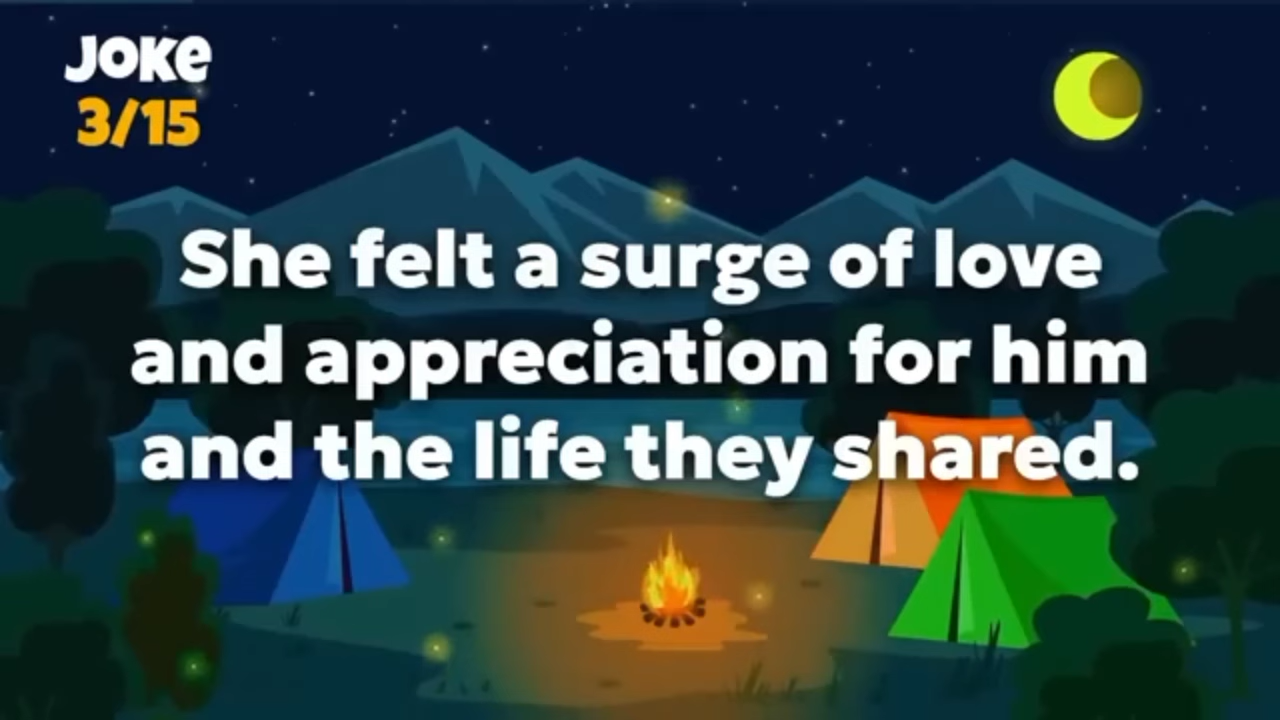 Joke
3/15
She felt a surge of love
and appreciation for him
and the life they shared.